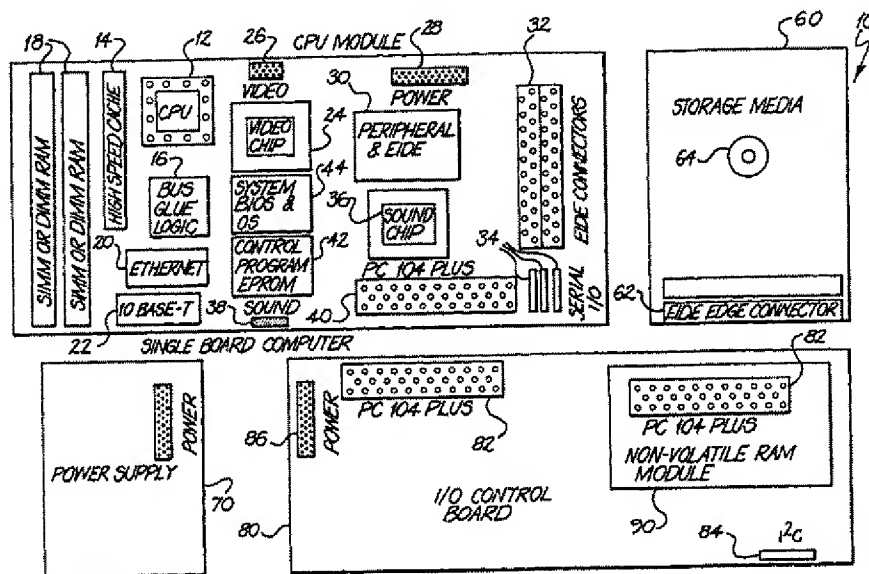 18
14
12
26
CPU MODULE
28
32
60
10
SIMM OR DIMM RAM
SIMM OR DIMM RAM
HIGH SPEED CACHE
CPU
VIDEO
VIDEO
CHIP
24
30
POWER
PERIPHERAL
& EIDE
EIDE CONNECTORS
STORAGE MEDIA
64
16
BUS
GLUE
LOGIC
SYSTEM
BIOS &
OS
44
36
SOUND
CHIP
34
20
ETHERNET
CONTROL
PROGRAM
EPROM
42
PC 104 PLUS
SERIAL
I/O
22
10 BASE-T
SOUND
38
40
62
EIDE EDGE CONNECTOR
SINGLE BOARD COMPUTER
POWER
POWER SUPPLY
70
86
POWER
PC 104 PLUS
82
82
PC 104 PLUS
NON-VOLATILE RAM
MODULE
I/O CONTROL
BOARD
80
90
84
I²C